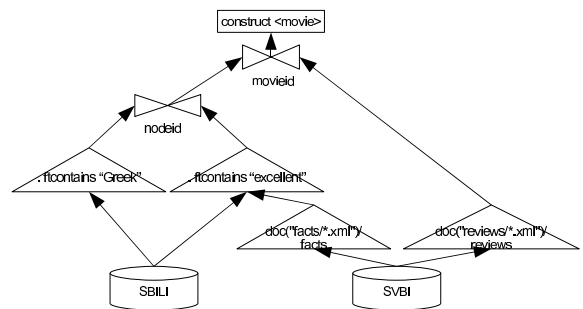 construct <movie>
movieid
nodeid
. ftcontains “Greek”
. ftcontains “excellent”
doc("facts/*.xml")/
facts
doc("reviews/*.xml")/
reviews
SBILI
SVBI